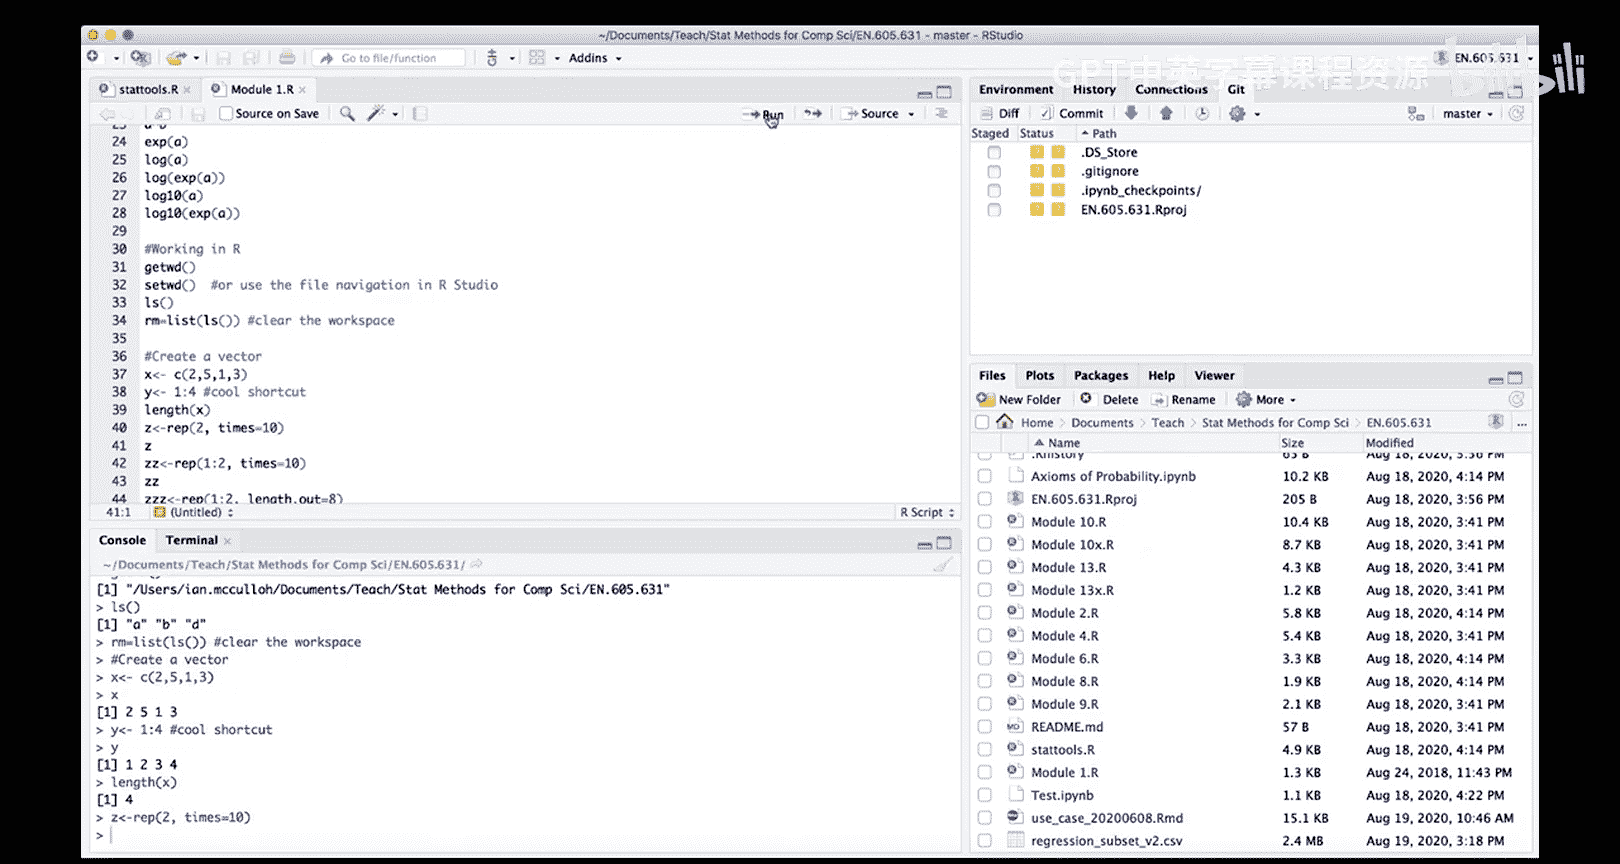 ~/Documents/Teach/Stat Methods for Comp Sci/EN.605.631 - master - RStudio
Go to file/function
Addins
EN.605.631
GPT中英字幕课程资源
bilibili
stattools.R
Module 1.R
Source on Save
Run
Source
24 exp(a)
25 log(a)
26 log(exp(a))
27 log10(a)
28 log10(exp(a))
29
30 #Working in R
31 getwd()
32 setwd()  #or use the file navigation in R Studio
33 ls()
34 rm=list(ls()) #clear the workspace
35
36 #Create a vector
37 x<- c(2,5,1,3)
38 y<- 1:4 #cool shortcut
39 length(x)
40 z<-rep(2, times=10)
41 z
42 zz<-rep(1:2, times=10)
43 zz
44 zzz<-rep(1:2, length.out=8)
41:1 (Untitled) R Script
Console Terminal
~/Documents/Teach/Stat Methods for Comp Sci/EN.605.631/
[1] "/Users/ian.mcculloh/Documents/Teach/Stat Methods for Comp Sci/EN.605.631"
> ls()
[1] "a" "b" "d"
> rm=list(ls()) #clear the workspace
> #Create a vector
> x<- c(2,5,1,3)
> x
[1] 2 5 1 3
> y<- 1:4 #cool shortcut
> y
[1] 1 2 3 4
> length(x)
[1] 4
> z<-rep(2, times=10)
>
Environment History Connections Git
Diff Commit master
Staged Status Path
.DS_Store
.gitignore
.ipynb_checkpoints/
EN.605.631.Rproj
Files Plots Packages Help Viewer
New Folder Delete Rename More
Home Documents Teach Stat Methods for Comp Sci EN.605.631 ...
Name Size Modified
.Rhistory 63 B Aug 18, 2020, 3:56 PM
Axioms of Probability.ipynb 10.2 KB Aug 18, 2020, 4:14 PM
EN.605.631.Rproj 205 B Aug 18, 2020, 3:56 PM
Module 10.R 10.4 KB Aug 18, 2020, 3:41 PM
Module 10x.R 8.7 KB Aug 18, 2020, 3:41 PM
Module 13.R 4.3 KB Aug 18, 2020, 3:41 PM
Module 13x.R 1.2 KB Aug 18, 2020, 3:41 PM
Module 2.R 5.8 KB Aug 18, 2020, 4:14 PM
Module 4.R 5.4 KB Aug 18, 2020, 3:41 PM
Module 6.R 3.3 KB Aug 18, 2020, 4:14 PM
Module 8.R 1.9 KB Aug 18, 2020, 4:14 PM
Module 9.R 2.1 KB Aug 18, 2020, 3:41 PM
README.md 57 B Aug 18, 2020, 3:41 PM
stattools.R 4.9 KB Aug 18, 2020, 4:14 PM
Module 1.R 1.3 KB Aug 24, 2018, 11:43 PM
Test.ipynb 1.1 KB Aug 18, 2020, 4:22 PM
use_case_20200608.Rmd 15.1 KB Aug 19, 2020, 10:46 AM
regression_subset_v2.csv 2.4 MB Aug 19, 2020, 3:18 PM